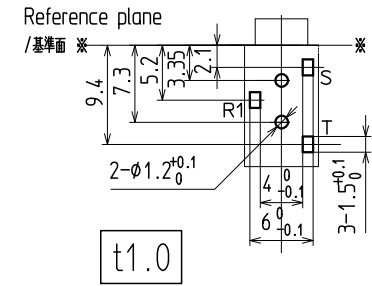 Reference plane
/基準面 ※ ※
9.4
7.3
5.2
3.35
2.1
S
R1
T
2-ø1.2 +0.1 0
4 0 -0.1
6 0 -0.1
3-1.5 +0.1 0
t1.0